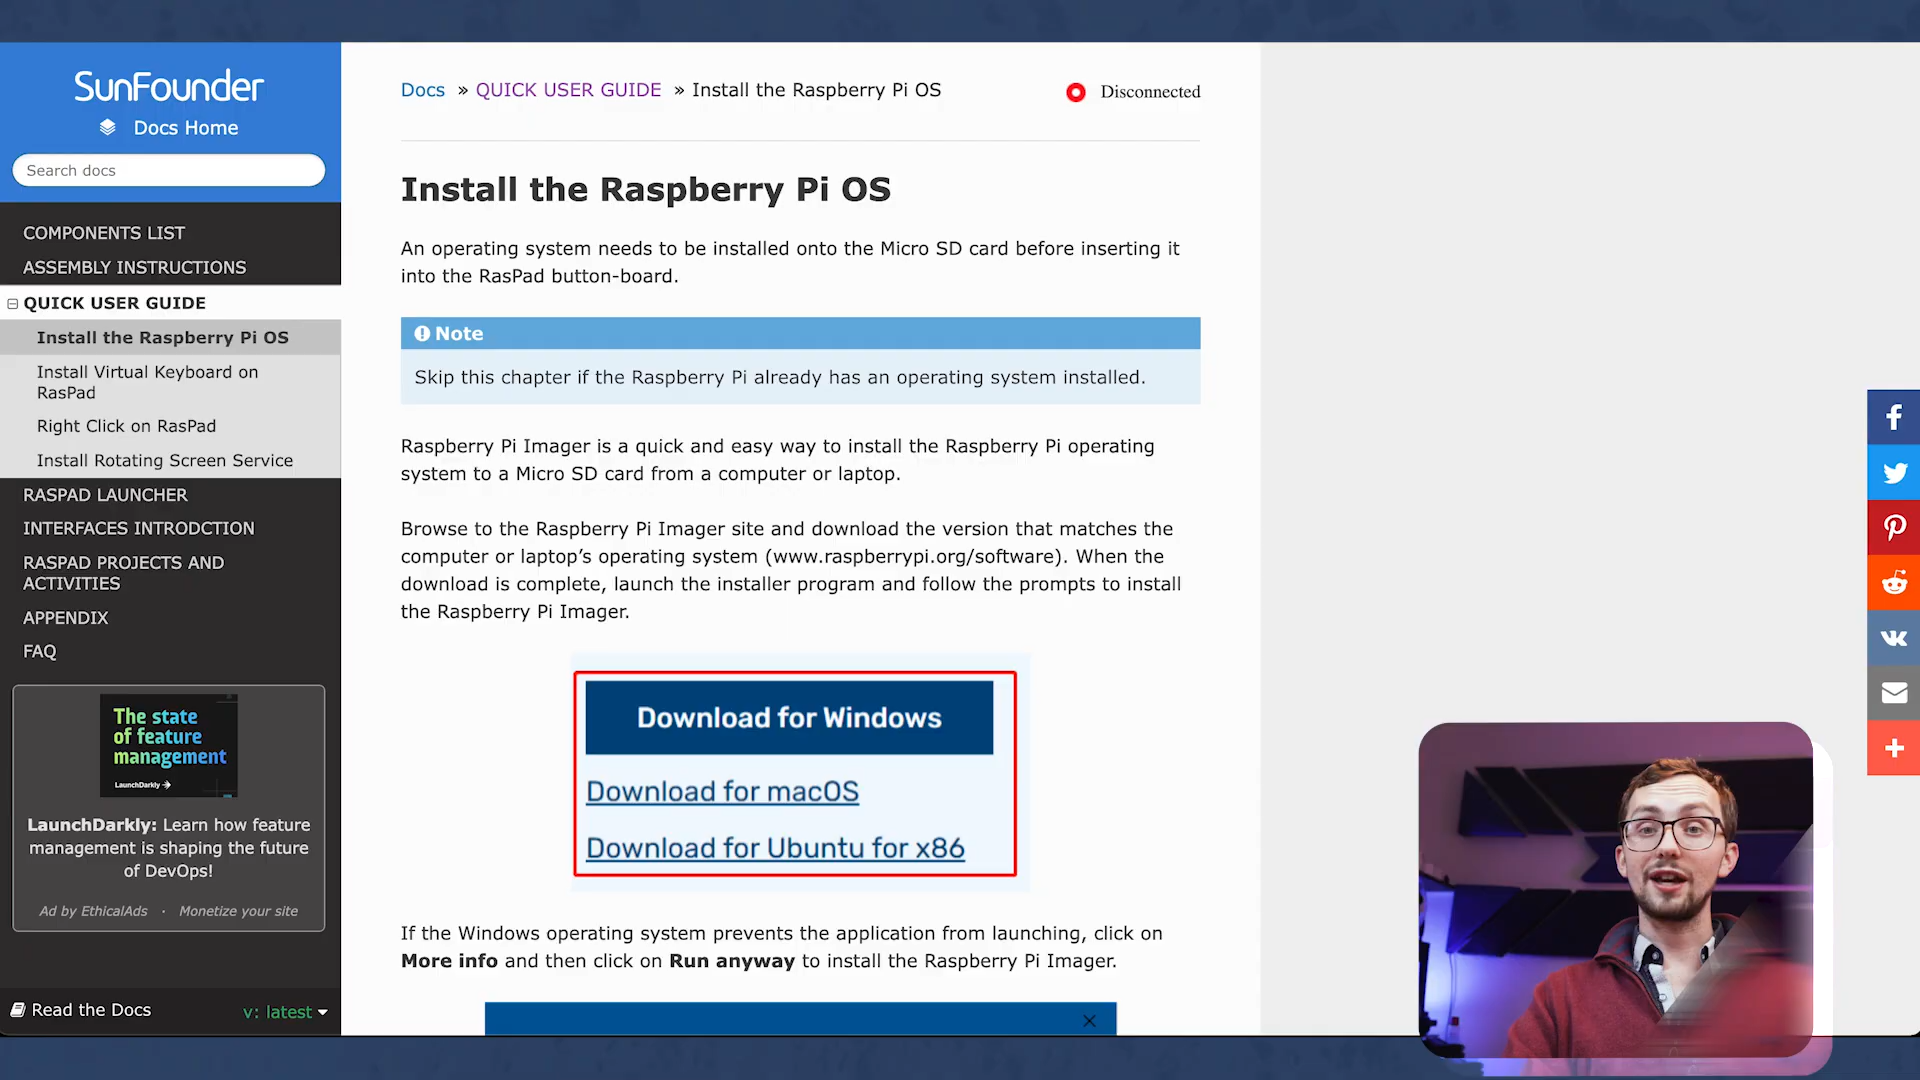 SunFounder
Docs Home
Search docs
COMPONENTS LIST
ASSEMBLY INSTRUCTIONS
QUICK USER GUIDE
Install the Raspberry Pi OS
Install Virtual Keyboard on
RasPad
Right Click on RasPad
Install Rotating Screen Service
RASPAD LAUNCHER
INTERFACES INTRODCTION
RASPAD PROJECTS AND
ACTIVITIES
APPENDIX
FAQ
The state
of feature
management
LaunchDarkly →
LaunchDarkly: Learn how feature
management is shaping the future
of DevOps!
Ad by EthicalAds · Monetize your site
Read the Docs v: latest
Docs » QUICK USER GUIDE » Install the Raspberry Pi OS
Disconnected
Install the Raspberry Pi OS
An operating system needs to be installed onto the Micro SD card before inserting it
into the RasPad button-board.
Note
Skip this chapter if the Raspberry Pi already has an operating system installed.
Raspberry Pi Imager is a quick and easy way to install the Raspberry Pi operating
system to a Micro SD card from a computer or laptop.
Browse to the Raspberry Pi Imager site and download the version that matches the
computer or laptop’s operating system (www.raspberrypi.org/software). When the
download is complete, launch the installer program and follow the prompts to install
the Raspberry Pi Imager.
Download for Windows
Download for macOS
Download for Ubuntu for x86
If the Windows operating system prevents the application from launching, click on
More info and then click on Run anyway to install the Raspberry Pi Imager.